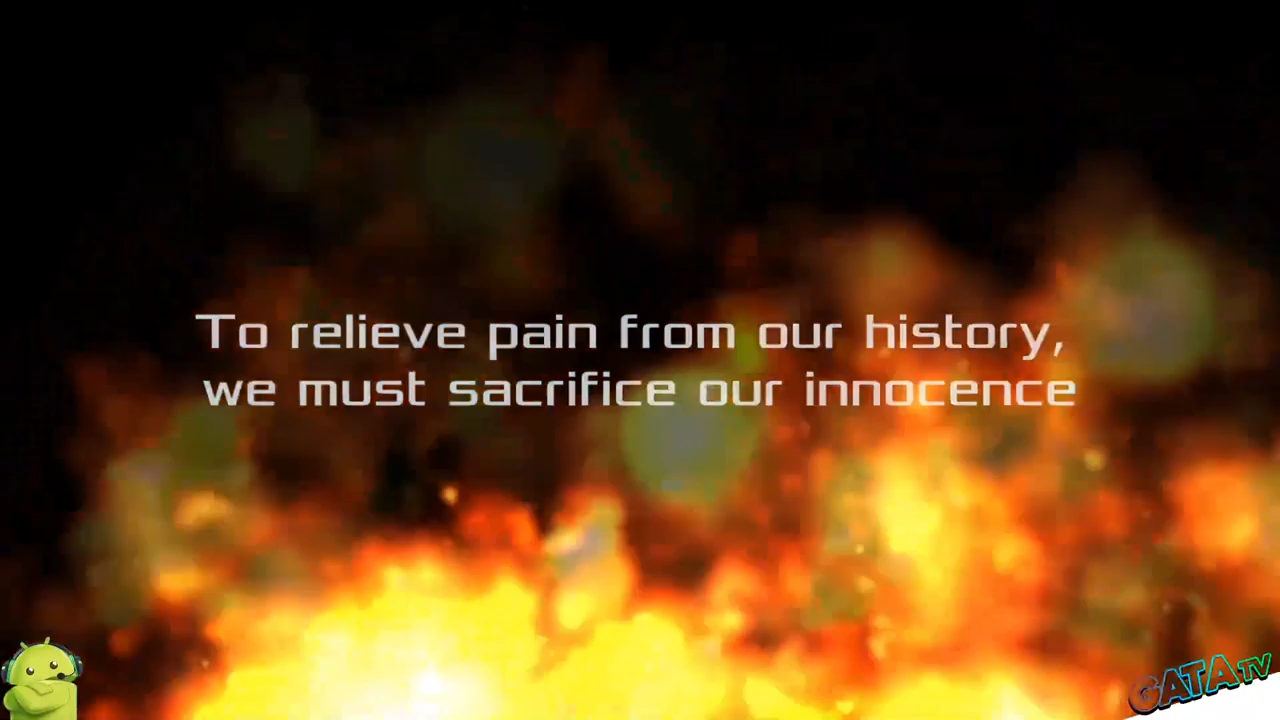 To relieve pain from our history,
we must sacrifice our innocence
GATA TV